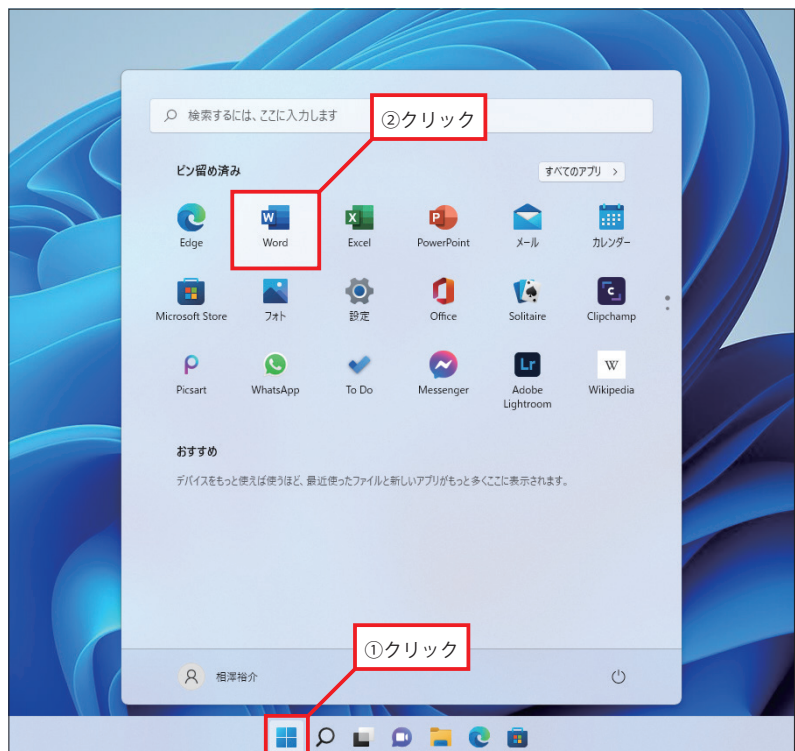 検索するには、ここに入力します
②クリック
ピン留め済み
すべてのアプリ >
Edge
Word
Excel
PowerPoint
メール
カレンダー
Microsoft Store
フォト
設定
Office
Solitaire
Clipchamp
Picsart
WhatsApp
To Do
Messenger
Adobe
Lightroom
Wikipedia
おすすめ
デバイスをもっと使えば使うほど、最近使ったファイルと新しいアプリがもっと多くここに表示されます。
①クリック
相澤裕介